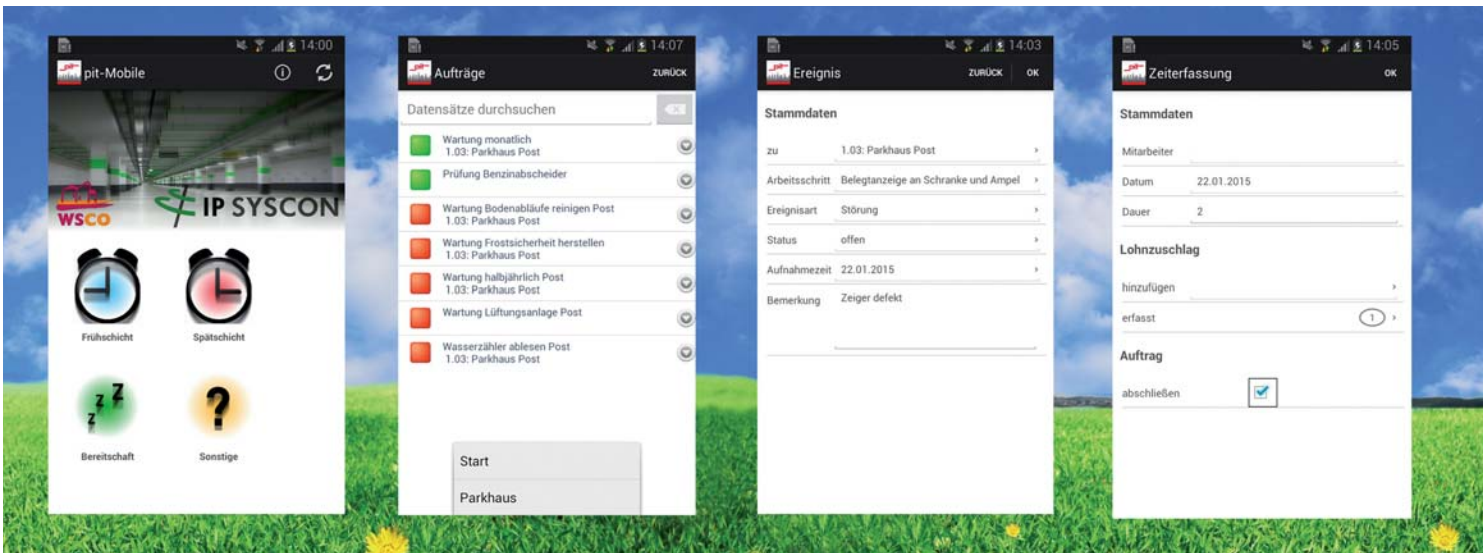 14:00
pit-Mobile
WSCO
IP SYSCON
Frühschicht
Spätschicht
z z z
Bereitschaft
?
Sonstige
14:07
Aufträge
ZURÜCK
Datensätze durchsuchen
Wartung monatlich
1.03: Parkhaus Post
Prüfung Benzinabscheider
Wartung Bodenabläufe reinigen Post
1.03: Parkhaus Post
Wartung Frostsicherheit herstellen
1.03: Parkhaus Post
Wartung halbjährlich Post
1.03: Parkhaus Post
Wartung Lüftungsanlage Post
Wasserzähler ablesen Post
1.03: Parkhaus Post
Start
Parkhaus
14:03
Ereignis
ZURÜCK OK
Stammdaten
zu 1.03: Parkhaus Post
Arbeitsschritt Belegtanzeige an Schranke und Ampel
Ereignisart Störung
Status offen
Aufnahmezeit 22.01.2015
Bemerkung Zeiger defekt
14:05
Zeiterfassung
OK
Stammdaten
Mitarbeiter
Datum 22.01.2015
Dauer 2
Lohnzuschlag
hinzufügen
erfasst 1
Auftrag
abschließen